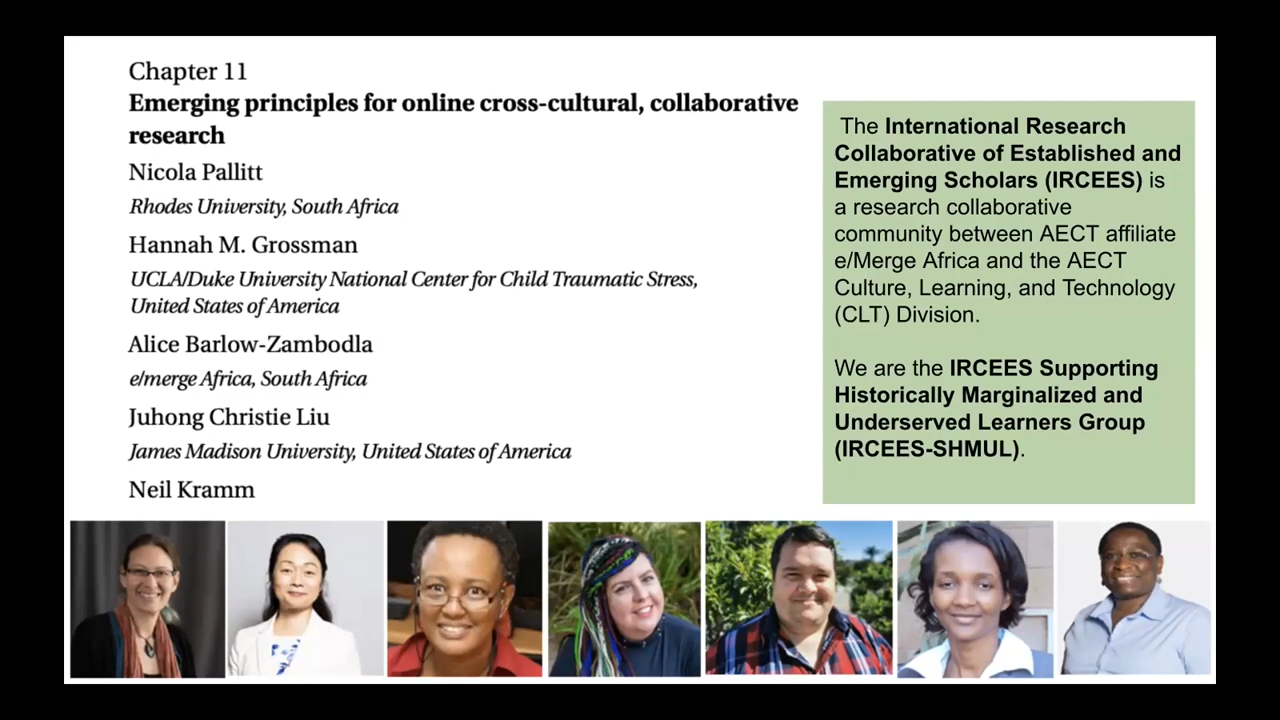 Chapter 11
Emerging principles for online cross-cultural, collaborative
research
Nicola Pallitt
Rhodes University, South Africa
Hannah M. Grossman
UCLA/Duke University National Center for Child Traumatic Stress,
United States of America
Alice Barlow-Zambodla
e/merge Africa, South Africa
Juhong Christie Liu
James Madison University, United States of America
Neil Kramm
The International Research
Collaborative of Established and
Emerging Scholars (IRCEES) is
a research collaborative
community between AECT affiliate
e/Merge Africa and the AECT
Culture, Learning, and Technology
(CLT) Division.
We are the IRCEES Supporting
Historically Marginalized and
Underserved Learners Group
(IRCEES-SHMUL).